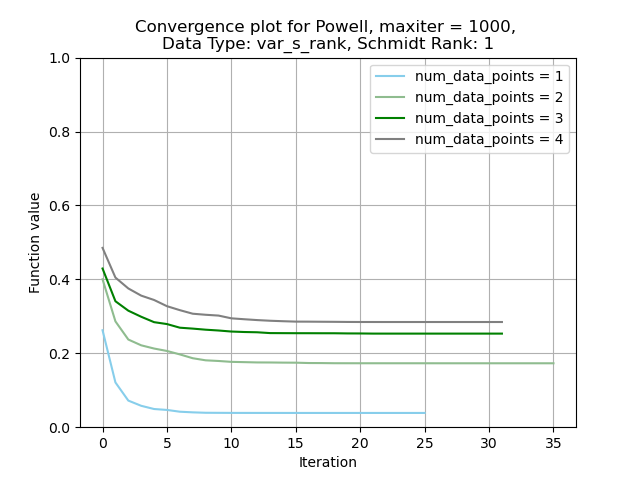 Convergence plot for Powell, maxiter = 1000,
Data Type: var_s_rank, Schmidt Rank: 1
1.0
0.8
0.6
0.4
0.2
0.0
Function value
num_data_points = 1
num_data_points = 2
num_data_points = 3
num_data_points = 4
0
5
10
15
20
25
30
35
Iteration